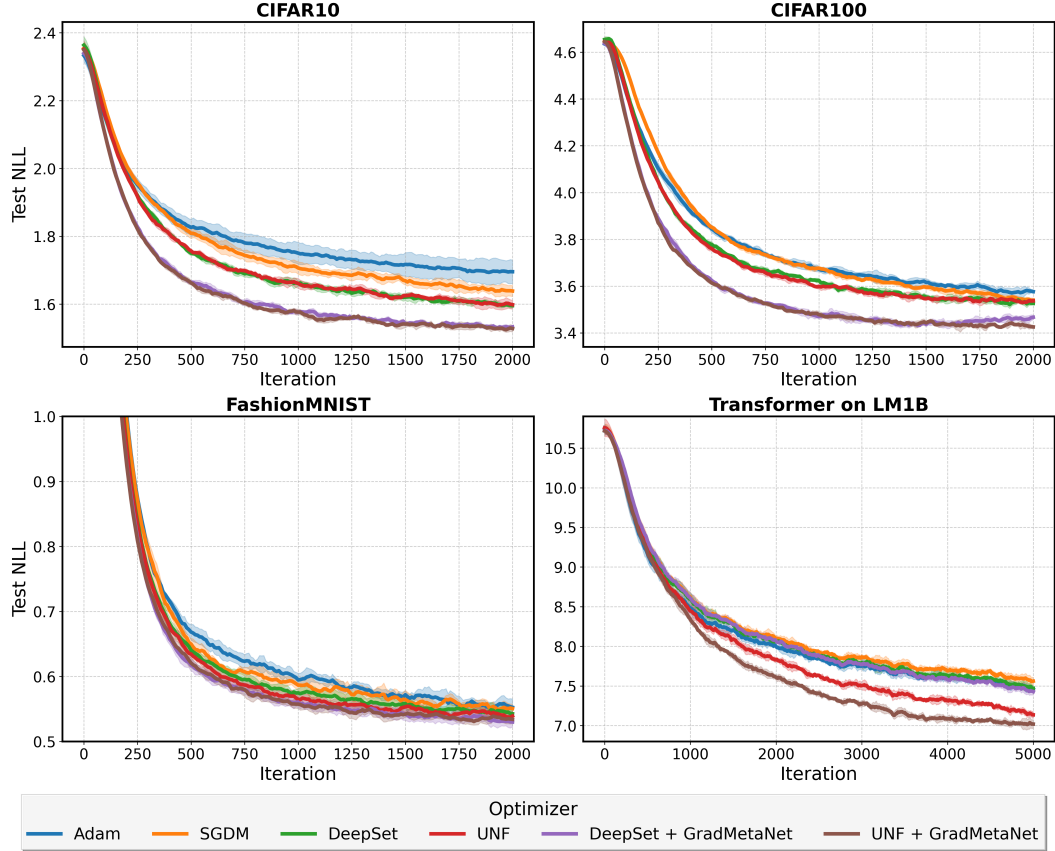 CIFAR10
2.4
2.2
2.0
1.8
1.6
Test NLL
0 250 500 750 1000 1250 1500 1750 2000
Iteration
CIFAR100
4.6
4.4
4.2
4.0
3.8
3.6
3.4
0 250 500 750 1000 1250 1500 1750 2000
Iteration
FashionMNIST
1.0
0.9
0.8
0.7
0.6
0.5
Test NLL
0 250 500 750 1000 1250 1500 1750 2000
Iteration
Transformer on LM1B
10.5
10.0
9.5
9.0
8.5
8.0
7.5
7.0
0 1000 2000 3000 4000 5000
Iteration
Optimizer
Adam SGDM DeepSet UNF DeepSet + GradMetaNet UNF + GradMetaNet